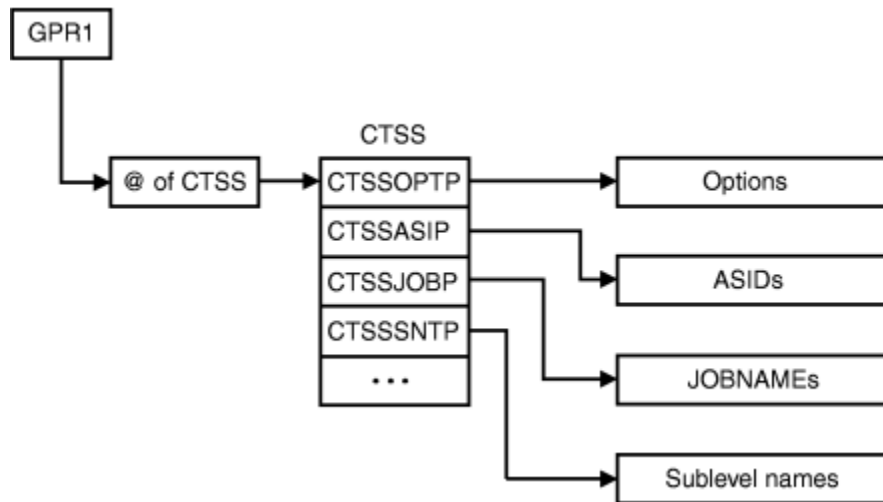 GPR1
CTSS
@ of CTSS
CTSSOPTP
Options
CTSSASIP
ASIDs
CTSSJOBP
CTSSSNTP
JOBNAMEs
• • •
Sublevel names